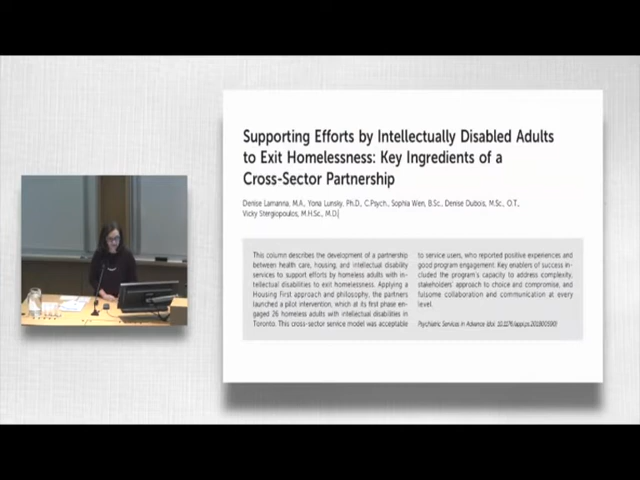 Supporting Efforts by Intellectually Disabled Adults
to Exit Homelessness: Key Ingredients of a
Cross-Sector Partnership
Denise Lamanna, M.A., Yona Lunsky, Ph.D., C.Psych., Sophia Wen, B.Sc., Denise Dubois, M.Sc., O.T.,
Vicky Stergiopoulos, M.H.Sc., M.D.
This column describes the development of a partnership
between health care, housing, and intellectual disability
services to support efforts by homeless adults with in-
tellectual disabilities to exit homelessness. Applying a
Housing First approach and philosophy, the partners
launched a pilot intervention, which at its first phase en-
gaged 26 homeless adults with intellectual disabilities in
Toronto. This cross-sector service model was acceptable
to service users, who reported positive experiences and
good program engagement. Key enablers of success in-
cluded the program's capacity to address complexity,
stakeholders' approach to choice and compromise, and
fulsome collaboration and communication at every
level.
Psychiatric Services in Advance (doi: